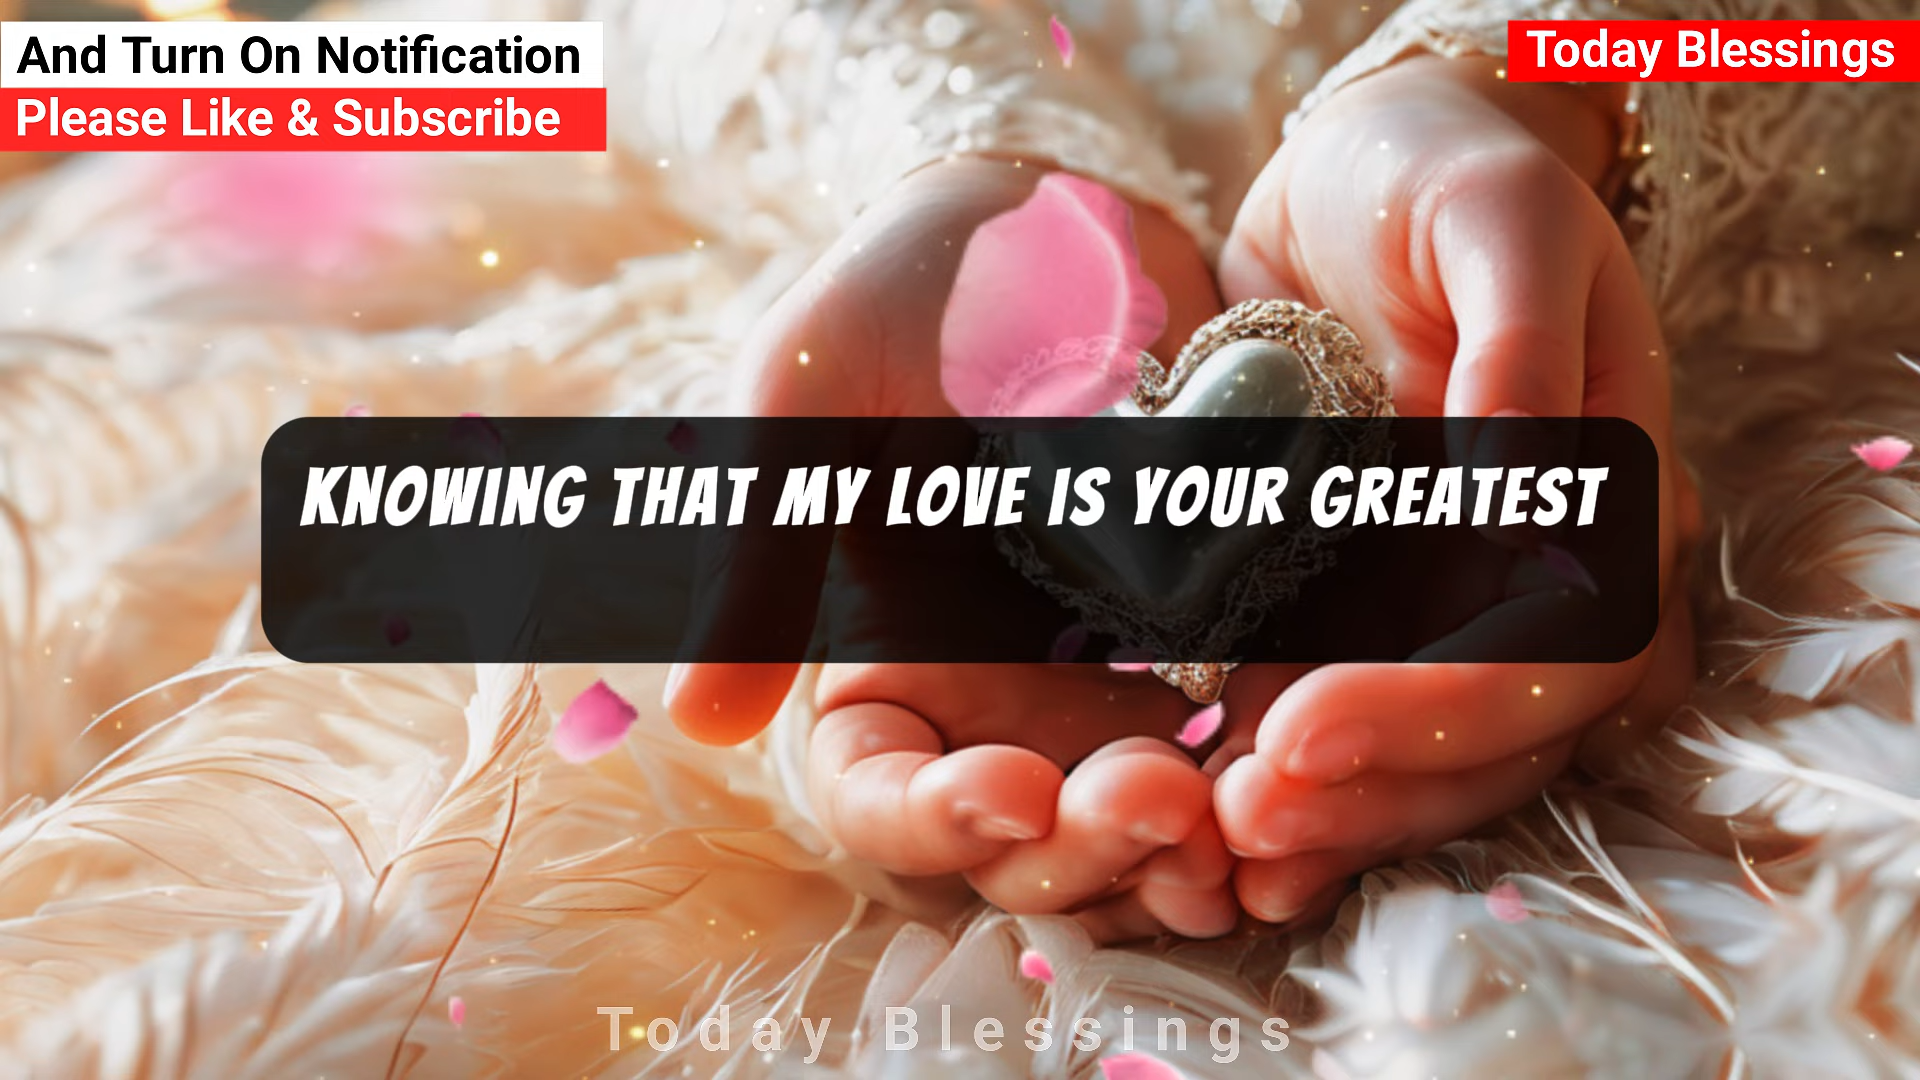 And Turn On Notification
Please Like & Subscribe
Today Blessings
KNOWING THAT MY LOVE IS YOUR GREATEST
Today Blessings